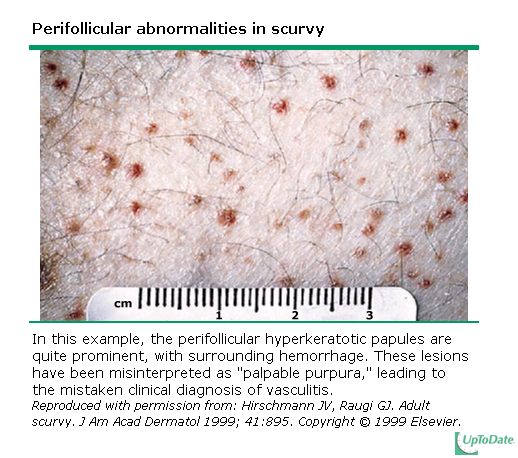 Perifollicular abnormalities in scurvy
cm 1 2 3
In this example, the perifollicular hyperkeratotic papules are
quite prominent, with surrounding hemorrhage. These lesions
have been misinterpreted as "palpable purpura," leading to
the mistaken clinical diagnosis of vasculitis.
Reproduced with permission from: Hirschmann JV, Raugi GJ. Adult
scurvy. J Am Acad Dermatol 1999; 41:895. Copyright © 1999 Elsevier.
UpToDate